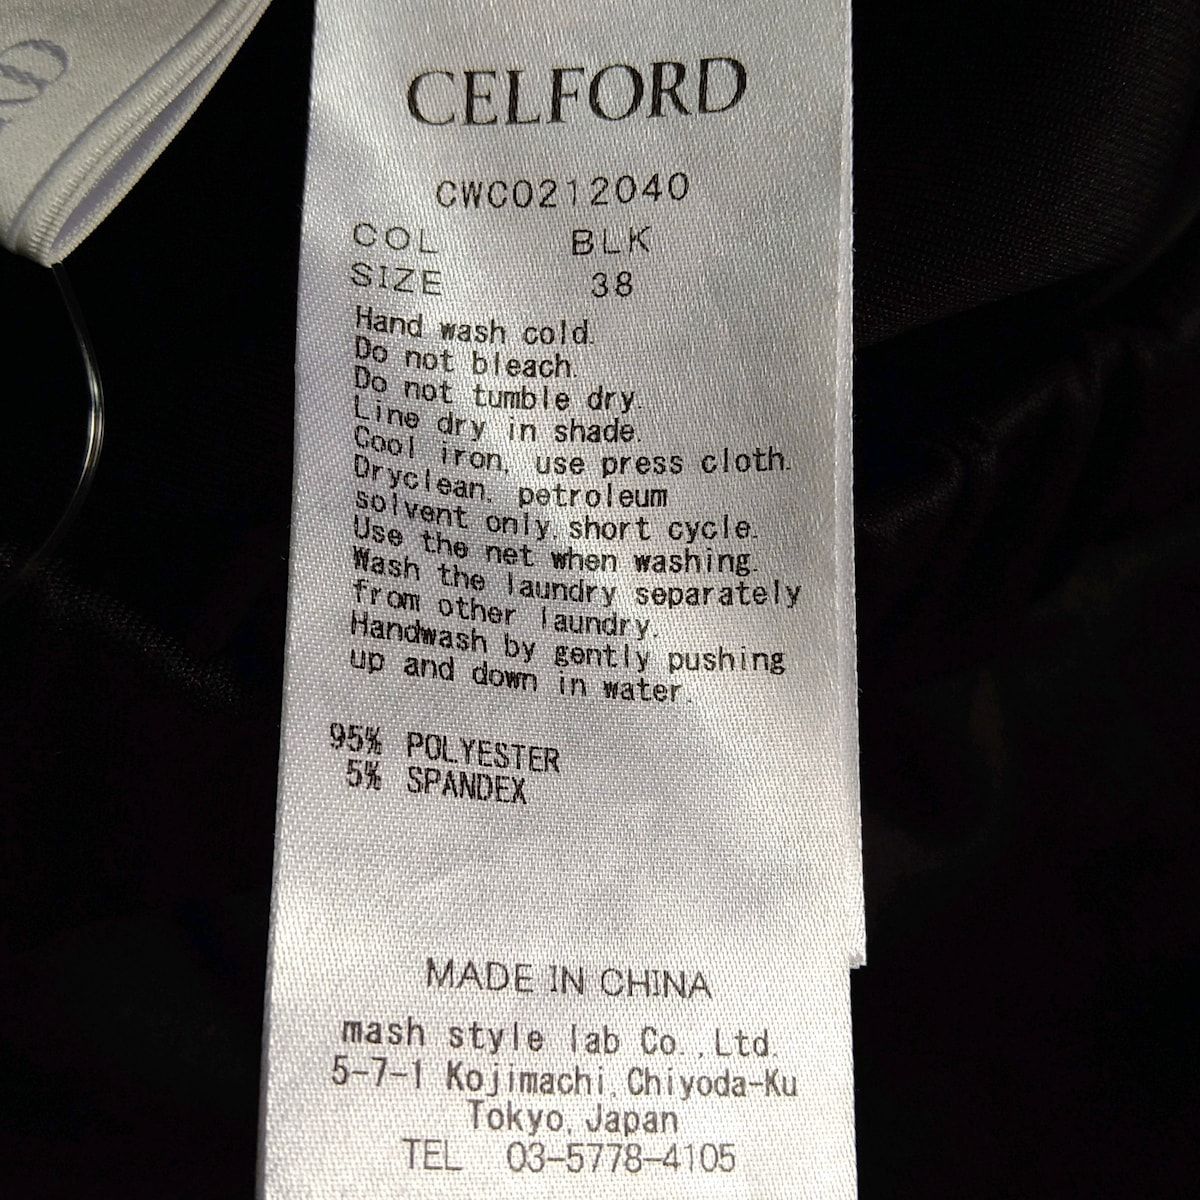 CELFORD
CWC0212040
COL BLK
SIZE 38
Hand wash cold.
Do not bleach.
Do not tumble dry.
Line dry in shade.
Cool iron, use press cloth.
Dryclean, petroleum
solvent only, short cycle.
Use the net when washing.
Wash the laundry separately
from other laundry.
Handwash by gently pushing
up and down in water.
95% POLYESTER
5% SPANDEX
MADE IN CHINA
mash style lab Co.,Ltd.
5-7-1 Kojimachi,Chiyoda-Ku
Tokyo,Japan
TEL 03-5778-4105